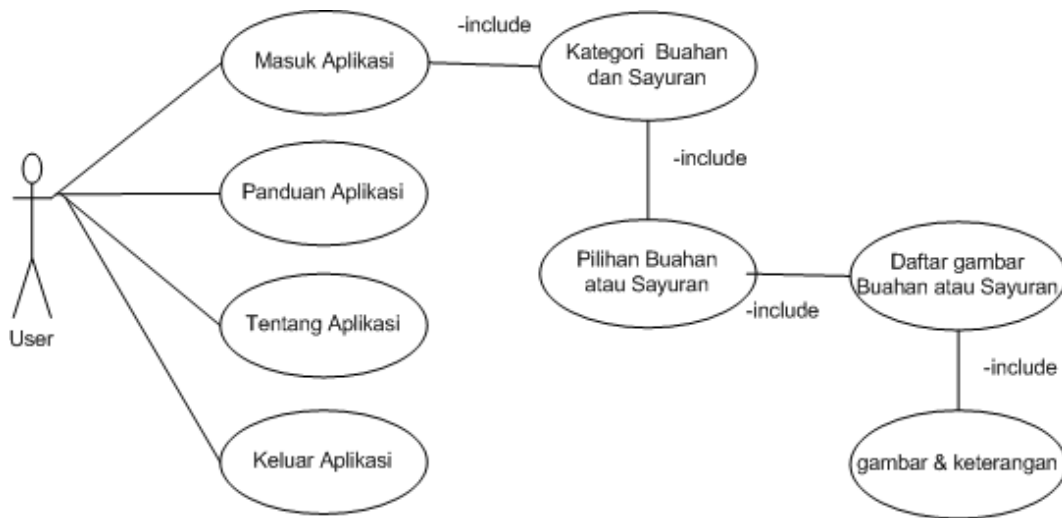 -include
Masuk Aplikasi
Kategori Buahan
dan Sayuran
-include
Panduan Aplikasi
Pilihan Buahan
atau Sayuran
Daftar gambar
Buahan atau Sayuran
-include
Tentang Aplikasi
User
-include
Keluar Aplikasi
gambar & keterangan